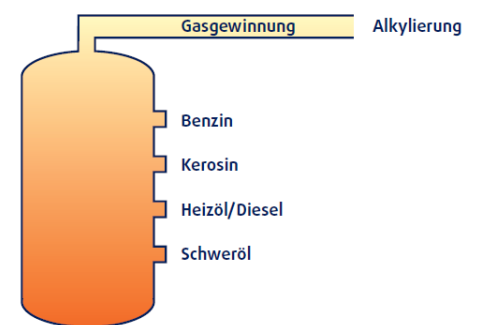 Gasgewinnung Alkylierung
Benzin
Kerosin
Heizöl/Diesel
Schweröl